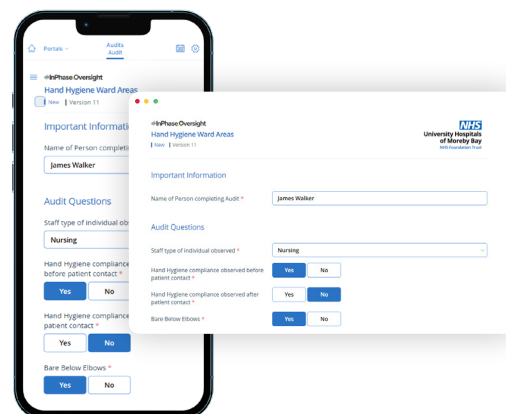 Portals
Audits
Audit
InPhase Oversight
Hand Hygiene Ward Areas
New | Version 11
Important Informati
Name of Person completi
James Walker
Audit Questions
Staff type of individual obs
Nursing
Hand Hygiene compliance
before patient contact *
Yes No
Hand Hygiene compliance
patient contact *
Yes No
Bare Below Elbows *
Yes No
InPhase Oversight
Hand Hygiene Ward Areas
New | Version 11
NHS
University Hospitals
of Moreby Bay
NHS Foundation Trust
Important Information
Name of Person completing Audit * James Walker
Audit Questions
Staff type of individual observed * Nursing
Hand Hygiene compliance observed before
patient contact *
Yes No
Hand Hygiene compliance observed after
patient contact *
Yes No
Bare Below Elbows * Yes No